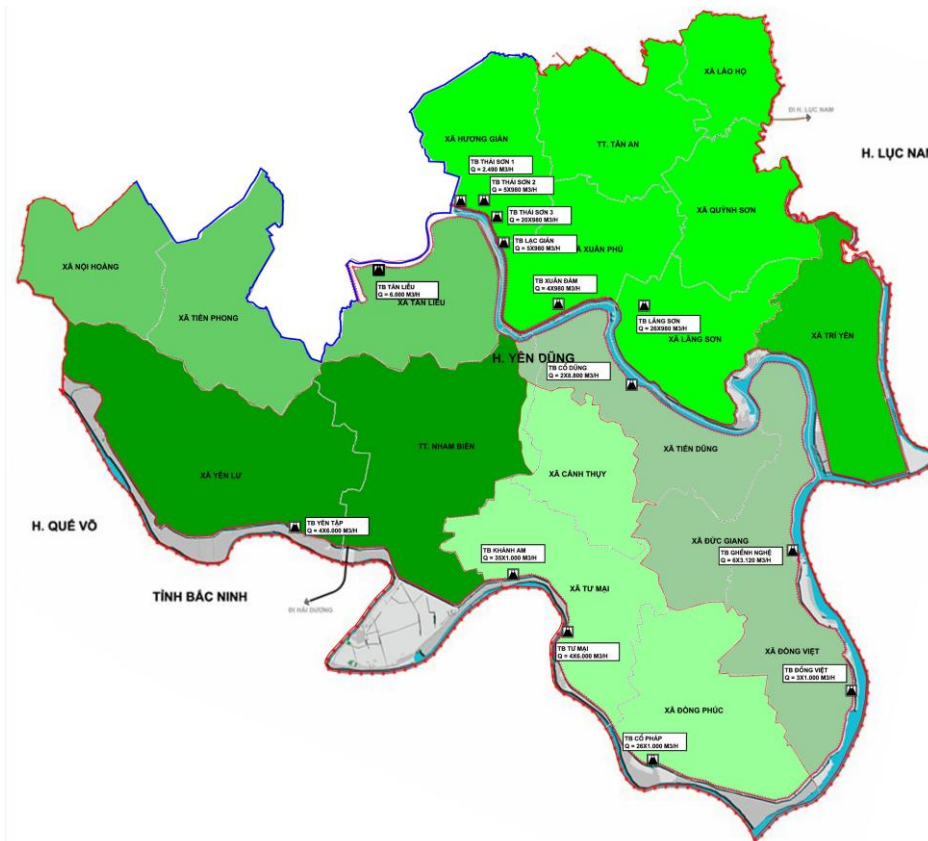 XÃ LÃO HỘ
ĐI H. LỤC NAM
XÃ HƯƠNG GIÁN
TT. TÂN AN
H. LỤC NAM
TB THÁI SƠN 1
Q = 2.490 M3/H
TB THÁI SƠN 2
Q = 5X980 M3/H
XÃ QUỲNH SƠN
TB THÁI SƠN 3
Q = 20X980 M3/H
TB LẠC GIÁN
Q = 5X980 M3/H
XÃ XUÂN PHÚ
XÃ NỘI HOÀNG
TB TÂN LIỄU
Q = 6.000 M3/H
XÃ TÂN LIỄU
TB XUÂN ĐÁM
Q = 4X980 M3/H
XÃ TIỀN PHONG
TB LÃNG SƠN
Q = 26X980 M3/H
XÃ LÃNG SƠN
XÃ TRÍ YÊN
H. YÊN DŨNG
TB CỔ DŨNG
Q = 2X8.800 M3/H
TT. NHAM BIỀN
XÃ TIẾN DŨNG
XÃ CẢNH THỤY
XÃ YÊN LƯ
H. QUẾ VÕ
TB YÊN TẬP
Q = 4X6.000 M3/H
XÃ ĐỨC GIANG
TB KHÁNH AM
Q = 35X1.000 M3/H
TB GHỀNH NGHỆ
Q = 6X3.120 M3/H
TỈNH BẮC NINH
XÃ TƯ MẠI
ĐI HẢI DƯƠNG
TB TƯ MẠI
Q = 4X6.000 M3/H
XÃ ĐỒNG VIỆT
TB ĐỒNG VIỆT
Q = 3X1.000 M3/H
XÃ ĐỒNG PHÚC
TB CỔ PHÁP
Q = 26X1.000 M3/H